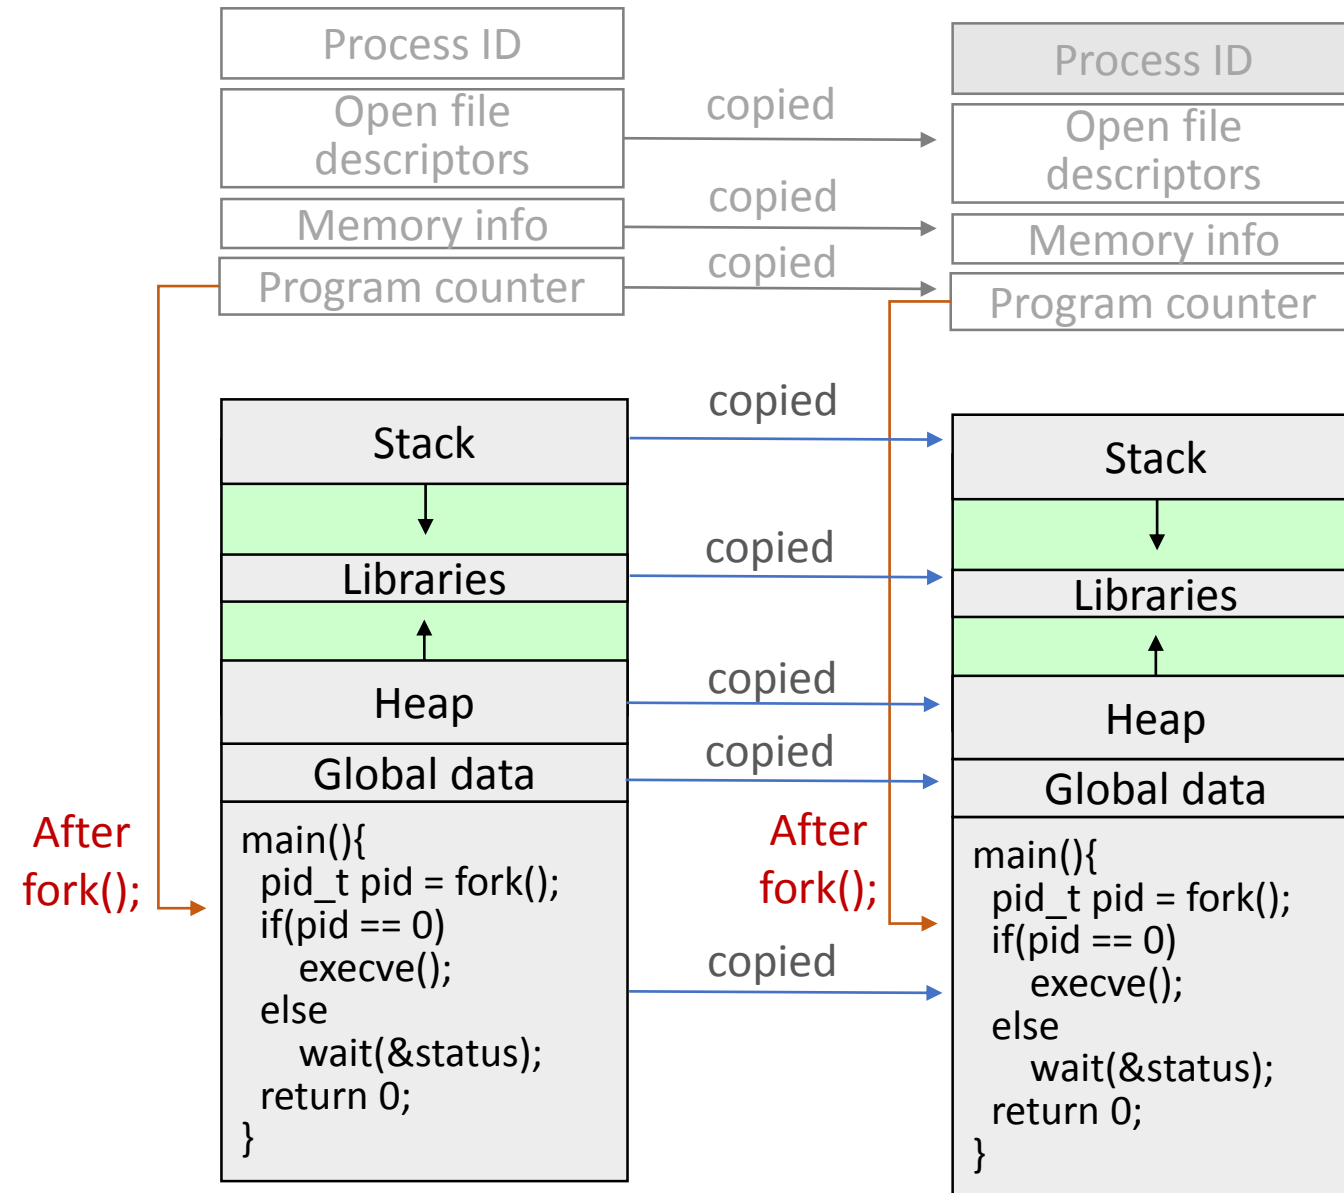 Process ID
Open file
descriptors
Memory info
Program counter
copied
copied
copied
Process ID
Open file
descriptors
Memory info
Program counter
Stack
Libraries
Heap
Global data
After
fork();
main(){
pid_t pid = fork();
if(pid == 0)
execve();
else
wait(&status);
return 0;
}
copied
copied
copied
copied
copied
Stack
Libraries
Heap
Global data
After
fork();
main(){
pid_t pid = fork();
if(pid == 0)
execve();
else
wait(&status);
return 0;
}